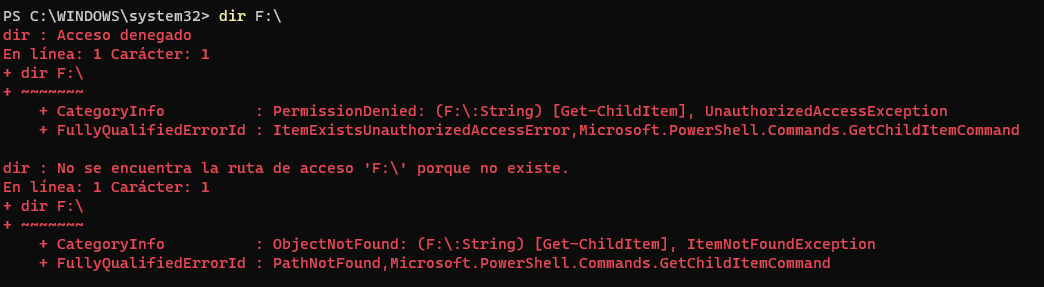 PS C:\WINDOWS\system32> dir F:\
dir : Acceso denegado
En línea: 1 Carácter: 1
+ dir F:\
+ ~~~~~~~
    + CategoryInfo          : PermissionDenied: (F:\:String) [Get-ChildItem], UnauthorizedAccessException
    + FullyQualifiedErrorId : ItemExistsUnauthorizedAccessError,Microsoft.PowerShell.Commands.GetChildItemCommand

dir : No se encuentra la ruta de acceso 'F:\' porque no existe.
En línea: 1 Carácter: 1
+ dir F:\
+ ~~~~~~~
    + CategoryInfo          : ObjectNotFound: (F:\:String) [Get-ChildItem], ItemNotFoundException
    + FullyQualifiedErrorId : PathNotFound,Microsoft.PowerShell.Commands.GetChildItemCommand